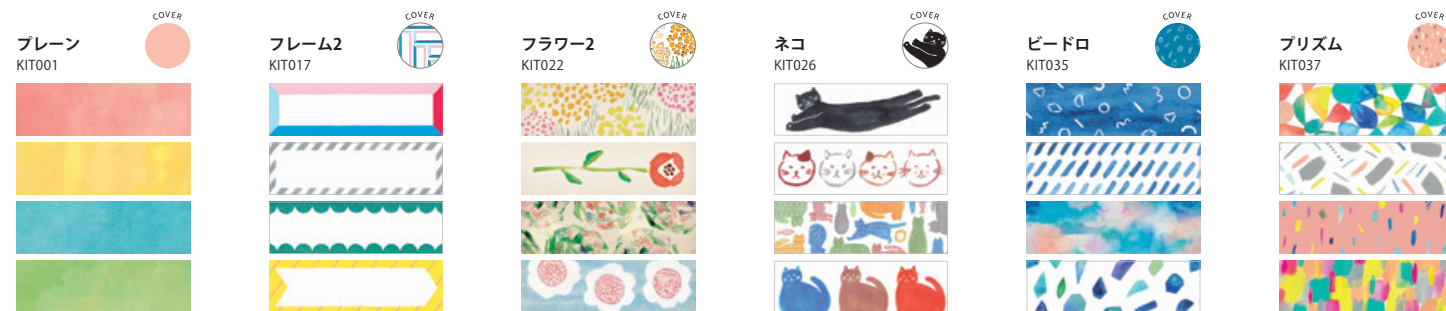 COVER
プレーン
KIT001
COVER
フレーム2
KIT017
COVER
フラワー2
KIT022
COVER
ネコ
KIT026
COVER
ビードロ
KIT035
COVER
プリズム
KIT037